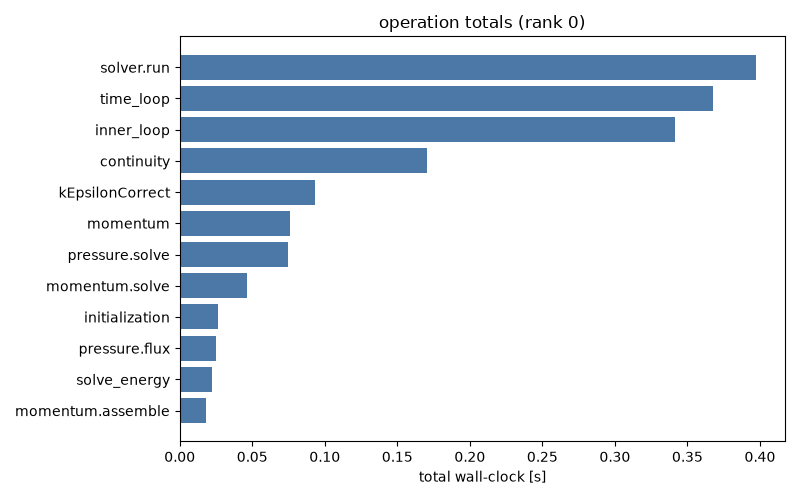 operation totals (rank 0)
solver.run
time_loop
inner_loop
continuity
kEpsilonCorrect
momentum
pressure.solve
momentum.solve
initialization
pressure.flux
solve_energy
momentum.assemble
0.00 0.05 0.10 0.15 0.20 0.25 0.30 0.35 0.40
total wall-clock [s]